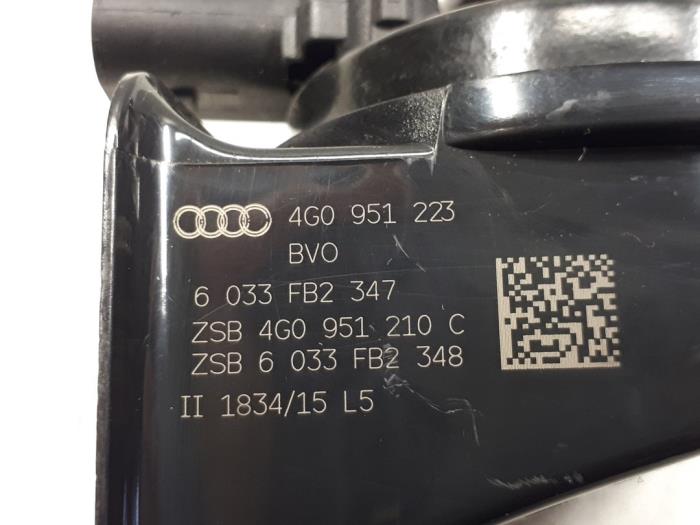 4G0 951 223
BVO
6 033 FB2 347
ZSB 4G0 951 210 C
ZSB 6 033 FB2 348
II 1834/15 L5